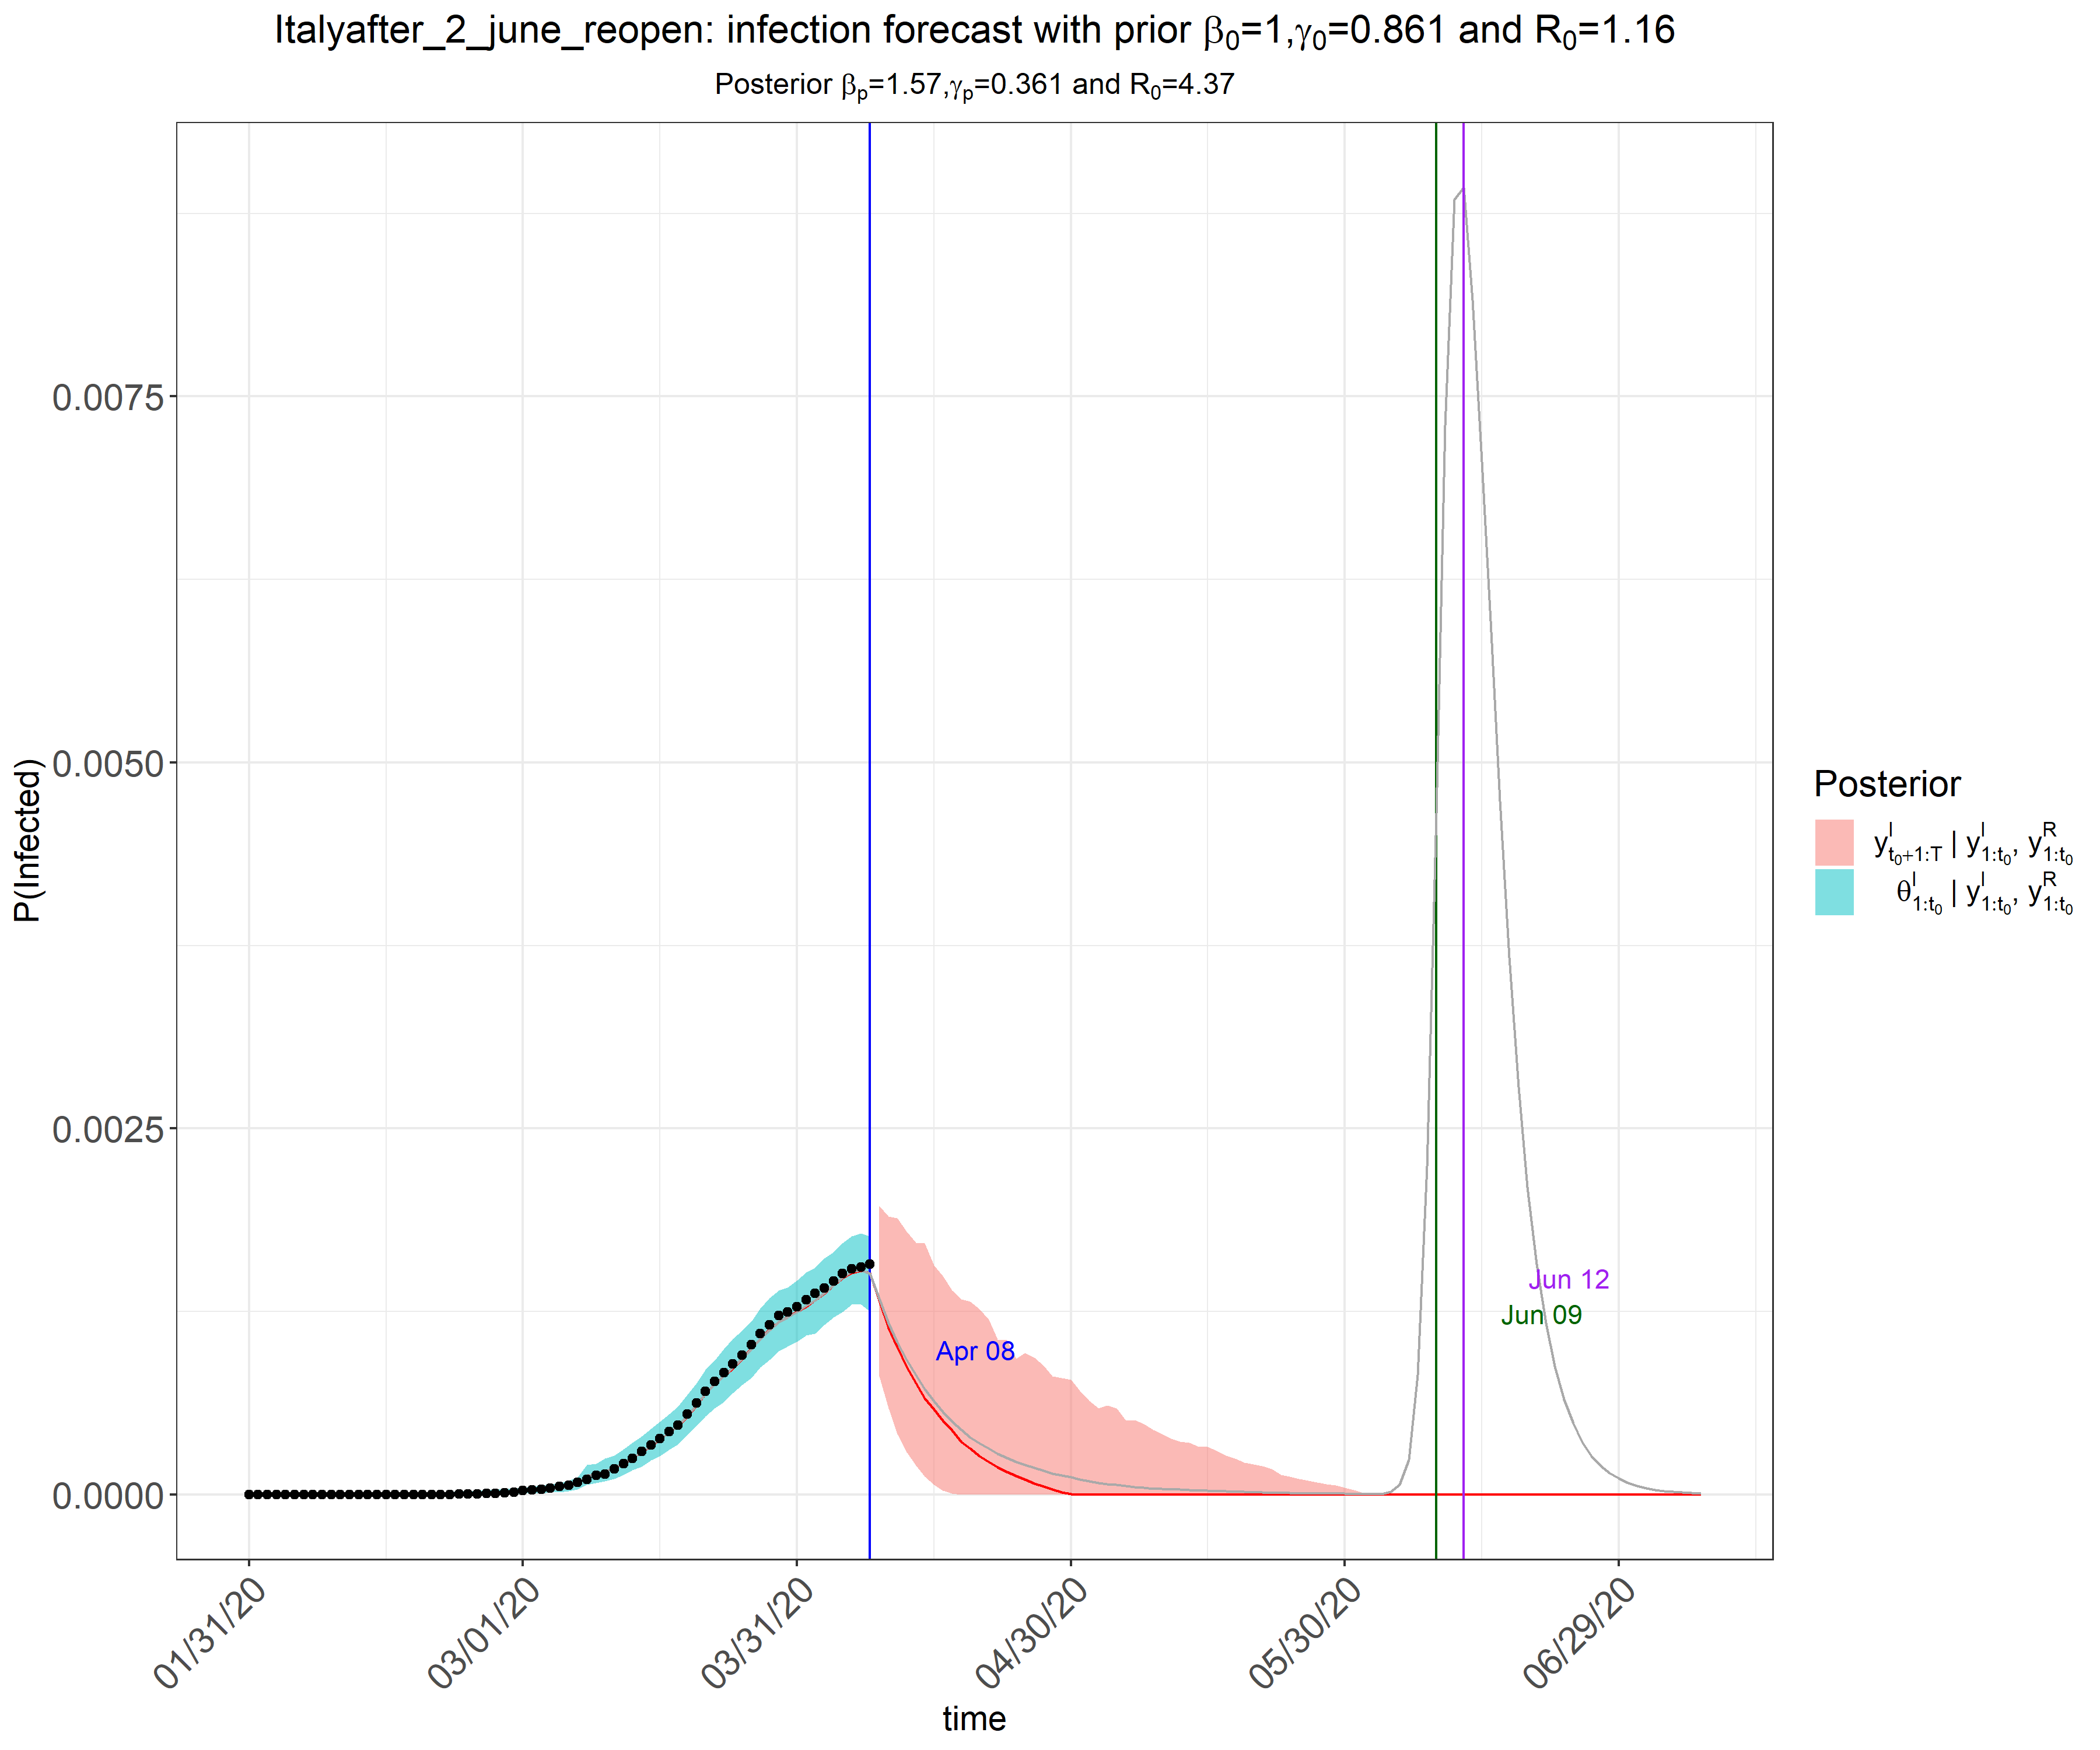 Italyafter_2_june_reopen: infection forecast with prior β₀=1,γ₀=0.861 and R₀=1.16
Posterior βₚ=1.57,γₚ=0.361 and R₀=4.37
P(Infected)
0.0075
0.0050
0.0025
0.0000
Jun 12
Jun 09
Apr 08
01/31/20
03/01/20
03/31/20
04/30/20
05/30/20
06/29/20
time
Posterior
y^I_{t₀+1:T} | y^I_{1:t₀}, y^R_{1:t₀}
θ^I_{1:t₀} | y^I_{1:t₀}, y^R_{1:t₀}